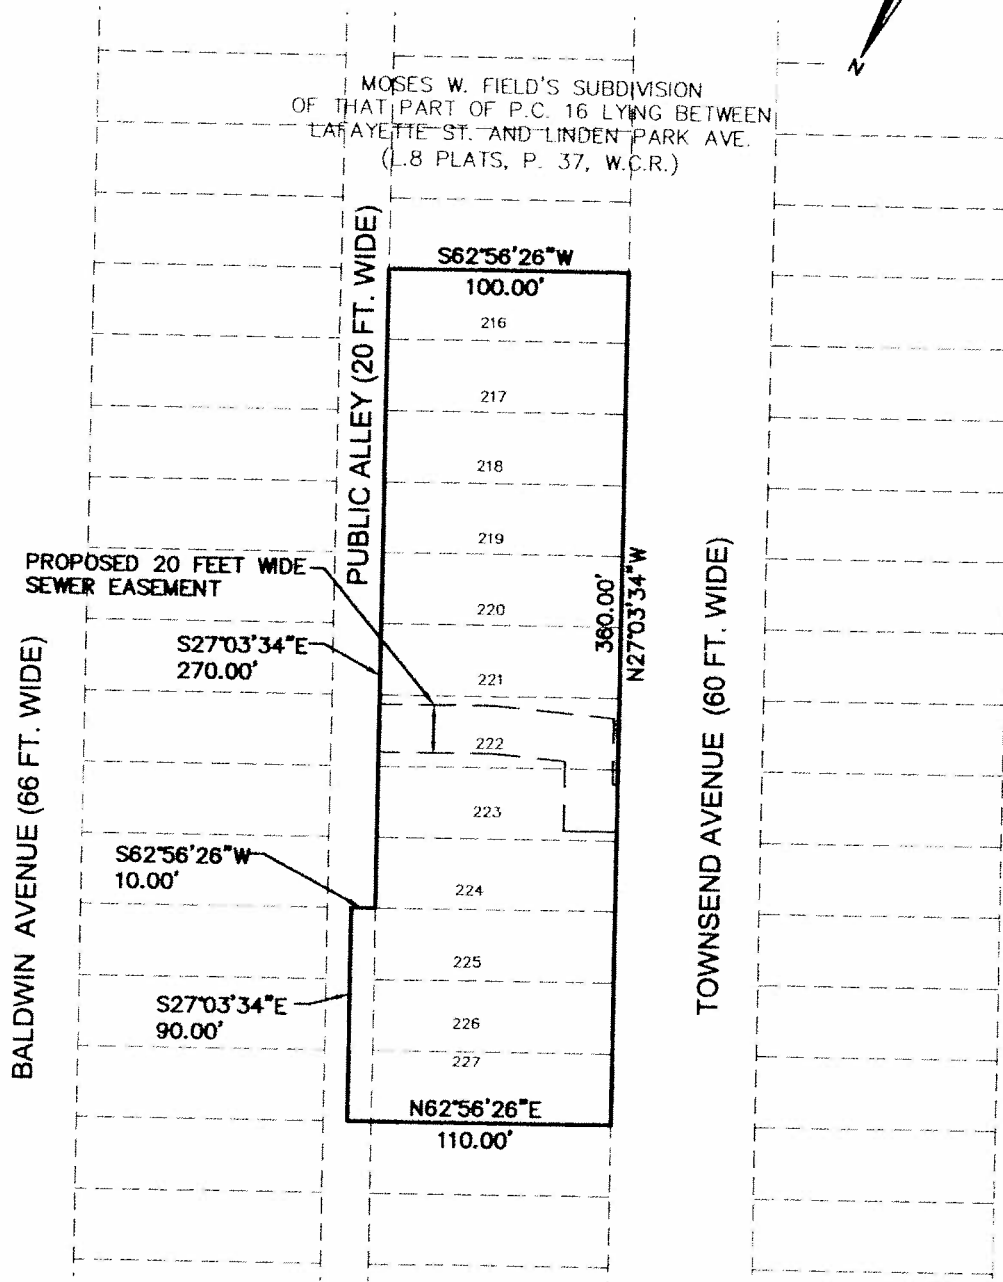 N
MOSES W. FIELD'S SUBDIVISION
OF THAT PART OF P.C. 16 LYING BETWEEN
LAFAYETTE ST. AND LINDEN PARK AVE.
(L.8 PLATS, P. 37, W.C.R.)
PUBLIC ALLEY (20 FT. WIDE)
S62°56'26"W
100.00'
216
217
218
219
220
221
222
223
224
225
226
227
PROPOSED 20 FEET WIDE
SEWER EASEMENT
S27°03'34"E
270.00'
360.00'
N27°03'34"W
BALDWIN AVENUE (66 FT. WIDE)
TOWNSEND AVENUE (60 FT. WIDE)
S62°56'26"W
10.00'
S27°03'34"E
90.00'
N62°56'26"E
110.00'